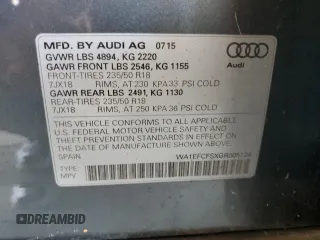 MFD. BY AUDI AG 07/15
GVWR LBS 4894, KG 2220
GAWR FRONT LBS 2546, KG 1155
FRONT-TIRES 235/50 R18
7JX18 RIMS, AT 230 KPA 33 PSI COLD
GAWR REAR LBS 2491, KG 1130
REAR-TIRES 235/50 R18
7JX18 RIMS, AT 250 KPA 36 PSI COLD
Audi
THIS VEHICLE CONFORMS TO ALL APPLICABLE
U.S. FEDERAL MOTOR VEHICLE SAFETY, BUMPER,
AND THEFT PREVENTION STANDARDS IN EFFECT ON
THE DATE OF MANUFACTURE SHOWN ABOVE
SPAIN
TYPE:
MPV